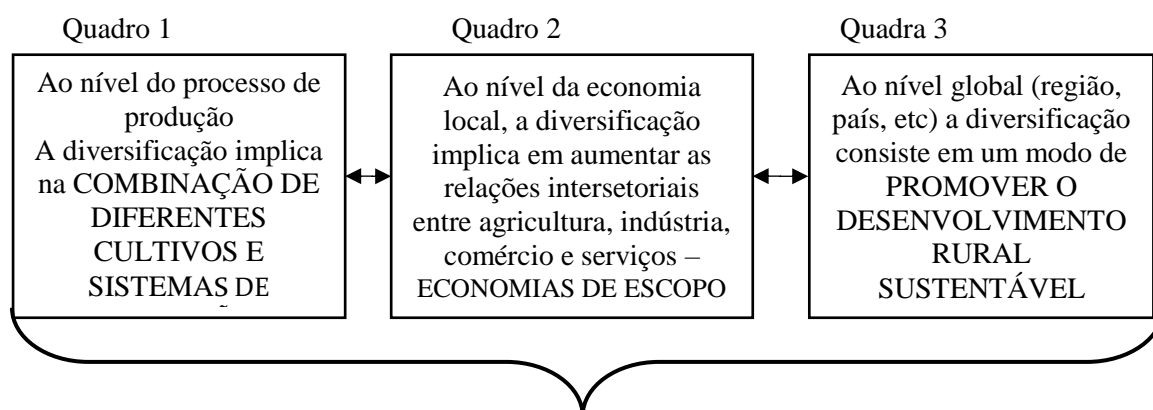 Quadro 1
Quadro 2
Quadra 3
Ao nível do processo de
produção
A diversificação implica
na COMBINAÇÃO DE
DIFERENTES
CULTIVOS E
SISTEMAS DE
Ao nível da economia
local, a diversificação
implica em aumentar as
relações intersetoriais
entre agricultura, indústria,
comércio e serviços –
ECONOMIAS DE ESCOPO
Ao nível global (região,
país, etc) a diversificação
consiste em um modo de
PROMOVER O
DESENVOLVIMENTO
RURAL
SUSTENTÁVEL